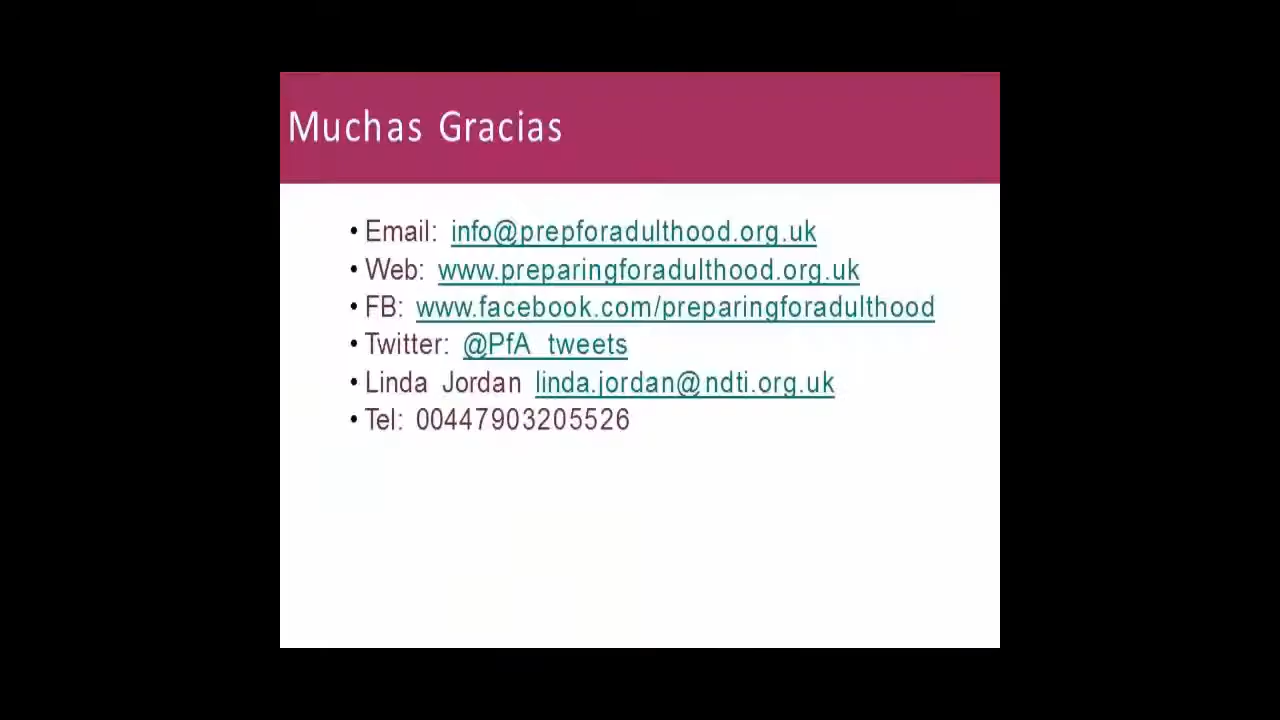 Muchas Gracias
• Email: info@prepforadulthood.org.uk
• Web: www.preparingforadulthood.org.uk
• FB: www.facebook.com/preparingforadulthood
• Twitter: @PfA_tweets
• Linda Jordan linda.jordan@ndti.org.uk
• Tel: 00447903205526